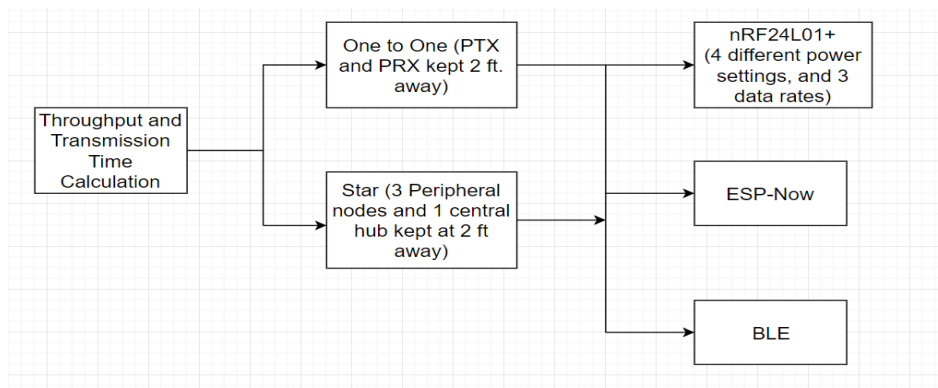 Throughput and
Transmission
Time
Calculation
One to One (PTX
and PRX kept 2 ft.
away)
Star (3 Peripheral
nodes and 1 central
hub kept at 2 ft
away)
nRF24L01+
(4 different power
settings, and 3
data rates)
ESP-Now
BLE